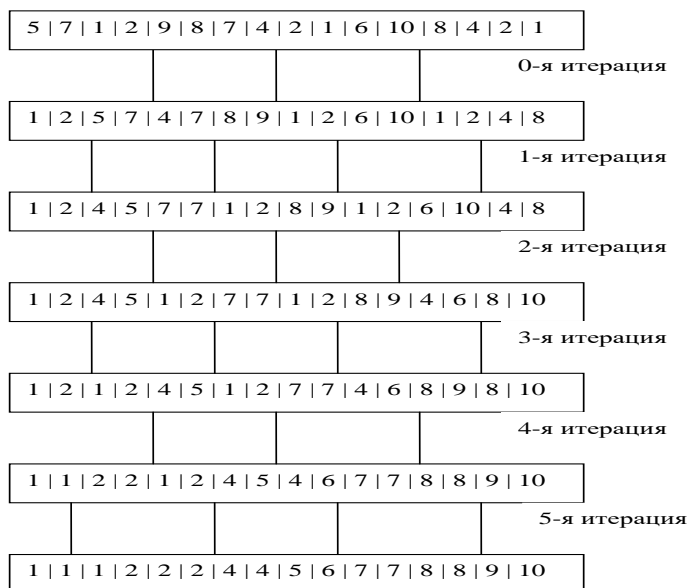 5 | 7 | 1 | 2 | 9 | 8 | 7 | 4 | 2 | 1 | 6 | 10 | 8 | 4 | 2 | 1
0-я итерация
1 | 2 | 5 | 7 | 4 | 7 | 8 | 9 | 1 | 2 | 6 | 10 | 1 | 2 | 4 | 8
1-я итерация
1 | 2 | 4 | 5 | 7 | 7 | 1 | 2 | 8 | 9 | 1 | 2 | 6 | 10 | 4 | 8
2-я итерация
1 | 2 | 4 | 5 | 1 | 2 | 7 | 7 | 1 | 2 | 8 | 9 | 4 | 6 | 8 | 10
3-я итерация
1 | 2 | 1 | 2 | 4 | 5 | 1 | 2 | 7 | 7 | 4 | 6 | 8 | 9 | 8 | 10
4-я итерация
1 | 1 | 2 | 2 | 1 | 2 | 4 | 5 | 4 | 6 | 7 | 7 | 8 | 8 | 9 | 10
5-я итерация
1 | 1 | 1 | 2 | 2 | 2 | 4 | 4 | 5 | 6 | 7 | 7 | 8 | 8 | 9 | 10